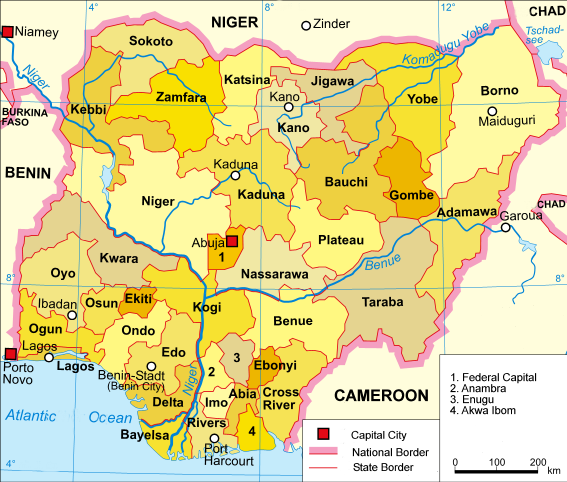 4°
8°
12°
NIGER
Zinder
CHAD
Niamey
Tschad-
see
Sokoto
Komadugu Yobe
Niger
Katsina
Jigawa
Kano
Zamfara
Kebbi
Yobe
Borno
BURKINA
FASO
Kano
Maiduguri
BENIN
Kaduna
Bauchi
Gombe
Niger
Kaduna
CHAD
Adamawa
Garoua
Abuja
1
Plateau
Kwara
Benue
Nassarawa
Oyo
8°
8°
Taraba
Ekiti
Osun
Kogi
Ibadan
Benue
Ogun
Ondo
Lagos
Edo
3
Ebonyi
Porto
Novo
Lagos
Benin-Stadt
(Benin City)
2
Niger
CAMEROON
1. Federal Capital
2. Anambra
3. Enugu
4. Akwa Ibom
Delta
Imo
Abia
Cross
River
Atlantic Ocean
Rivers
Bayelsa
4
Port
Harcourt
Capital City
National Border
State Border
0 100 200
km
4°